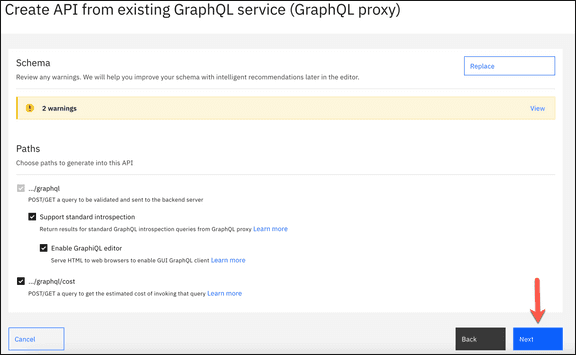 Create API from existing GraphQL service (GraphQL proxy)
Schema
Replace
Review any warnings. We will help you improve your schema with intelligent recommendations later in the editor.
2 warnings
View
Paths
Choose paths to generate into this API
.../graphql
POST/GET a query to be validated and sent to the backend server
Support standard introspection
Return results for standard GraphQL introspection queries from GraphQL proxy Learn more
Enable GraphiQL editor
Serve HTML to web browsers to enable GUI GraphQL client Learn more
.../graphql/cost
POST/GET a query to get the estimated cost of invoking that query Learn more
Cancel
Back
Next